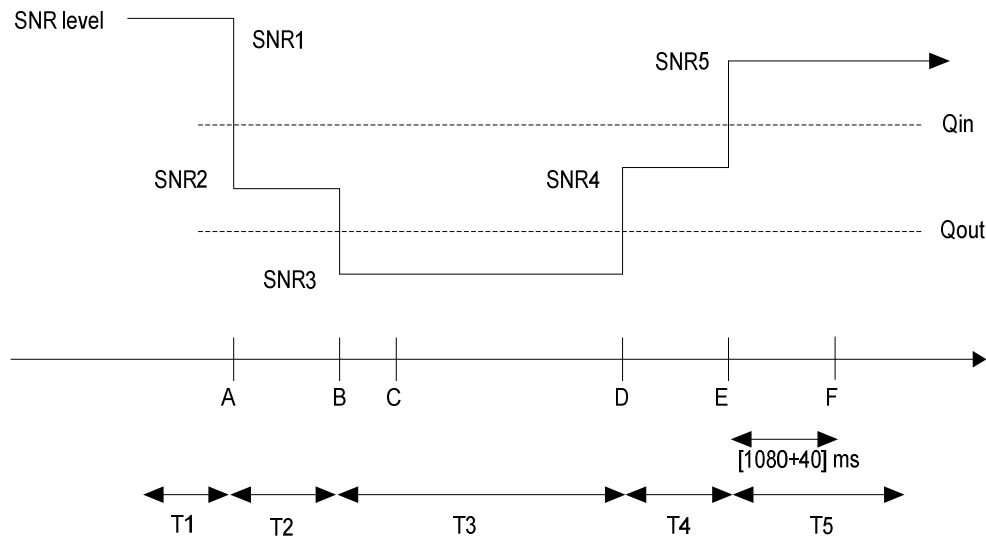 SNR level
SNR1
SNR5
Qin
SNR2
SNR4
Qout
SNR3
A
B
C
D
E
F
[1080+40] ms
T1
T2
T3
T4
T5